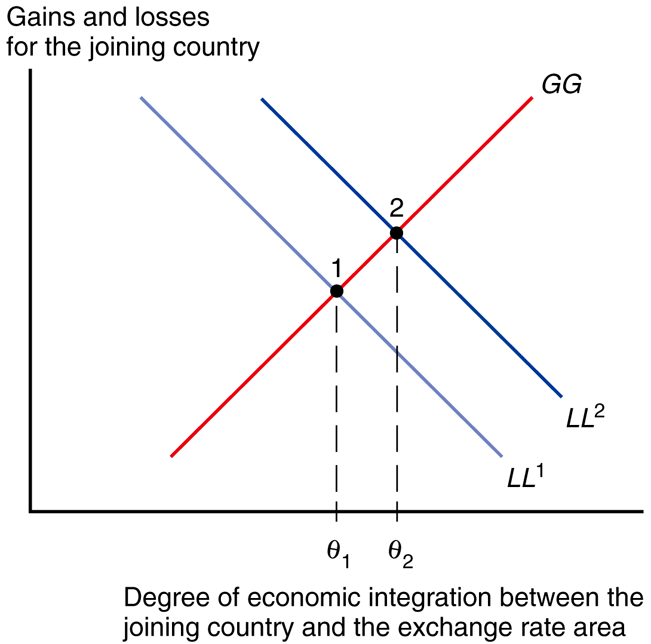 Gains and losses
for the joining country
GG
2
1
LL²
LL¹
θ₁ θ₂
Degree of economic integration between the
joining country and the exchange rate area